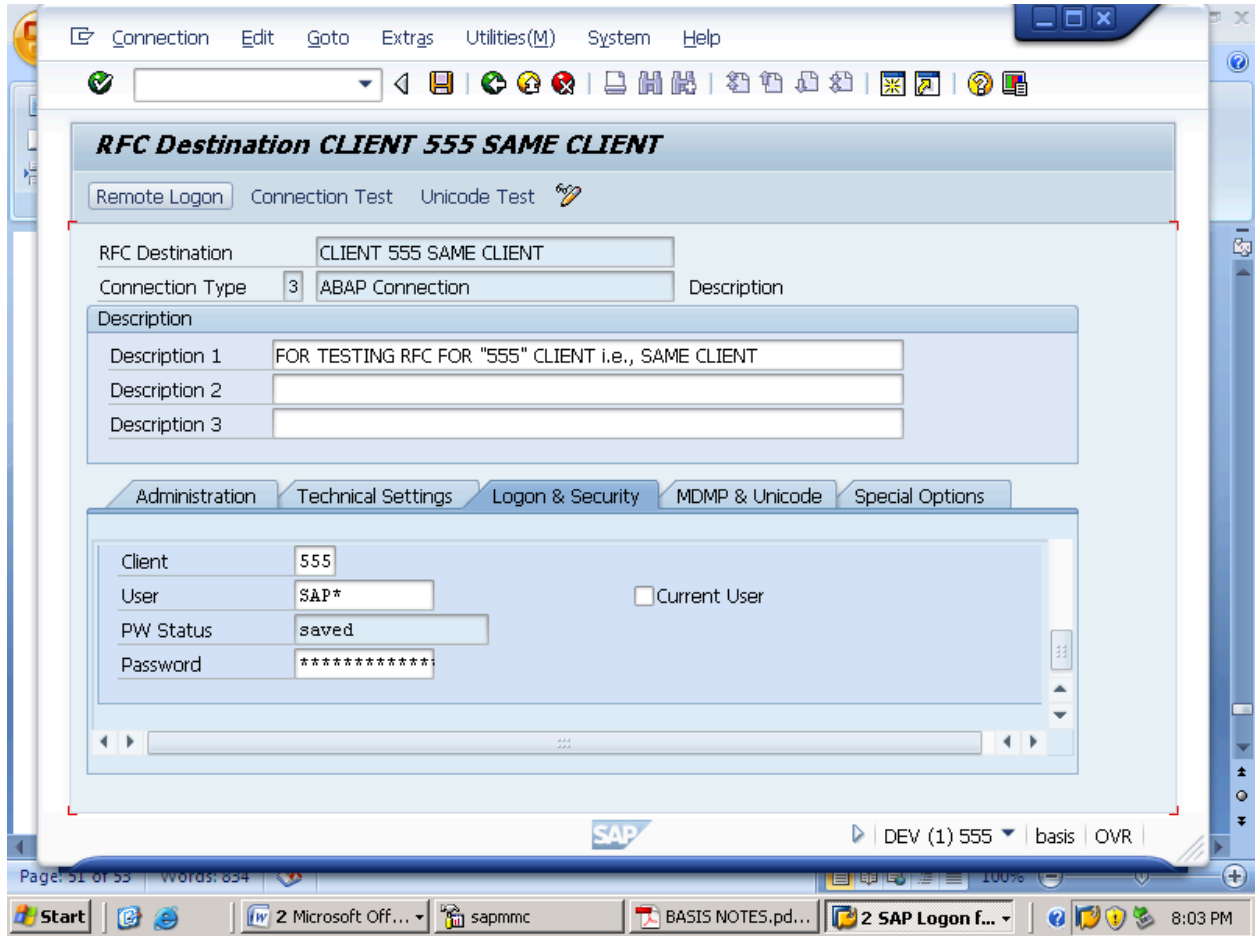 Connection Edit Goto Extras Utilities(M) System Help
RFC Destination CLIENT 555 SAME CLIENT
Remote Logon Connection Test Unicode Test
RFC Destination CLIENT 555 SAME CLIENT
Connection Type 3 ABAP Connection Description
Description
Description 1 FOR TESTING RFC FOR "555" CLIENT i.e., SAME CLIENT
Description 2
Description 3
Administration Technical Settings Logon & Security MDMP & Unicode Special Options
Client 555
User SAP* Current User
PW Status saved
Password *************
SAP DEV (1) 555 basis OVR
Page: 51 of 53 Words: 834 100%
Start 2 Microsoft Off... sapmmc BASIS NOTES.pd... 2 SAP Logon f... 8:03 PM